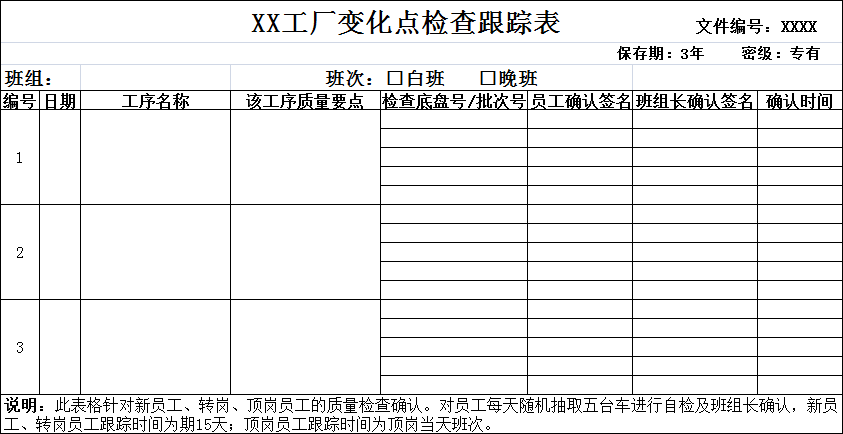 XX工厂变化点检查跟踪表
文件编号：XXXX
保存期：3年 密级：专有
班组： 班次：□白班 □晚班
编号 日期 工序名称 该工序质量要点 检查底盘号/批次号 员工确认签名 班组长确认签名 确认时间
1
2
3
说明：此表格针对新员工、转岗、顶岗员工的质量检查确认。对员工每天随机抽取五台车进行自检及班组长确认，新员
工、转岗员工跟踪时间为期15天；顶岗员工跟踪时间为顶岗当天班次。